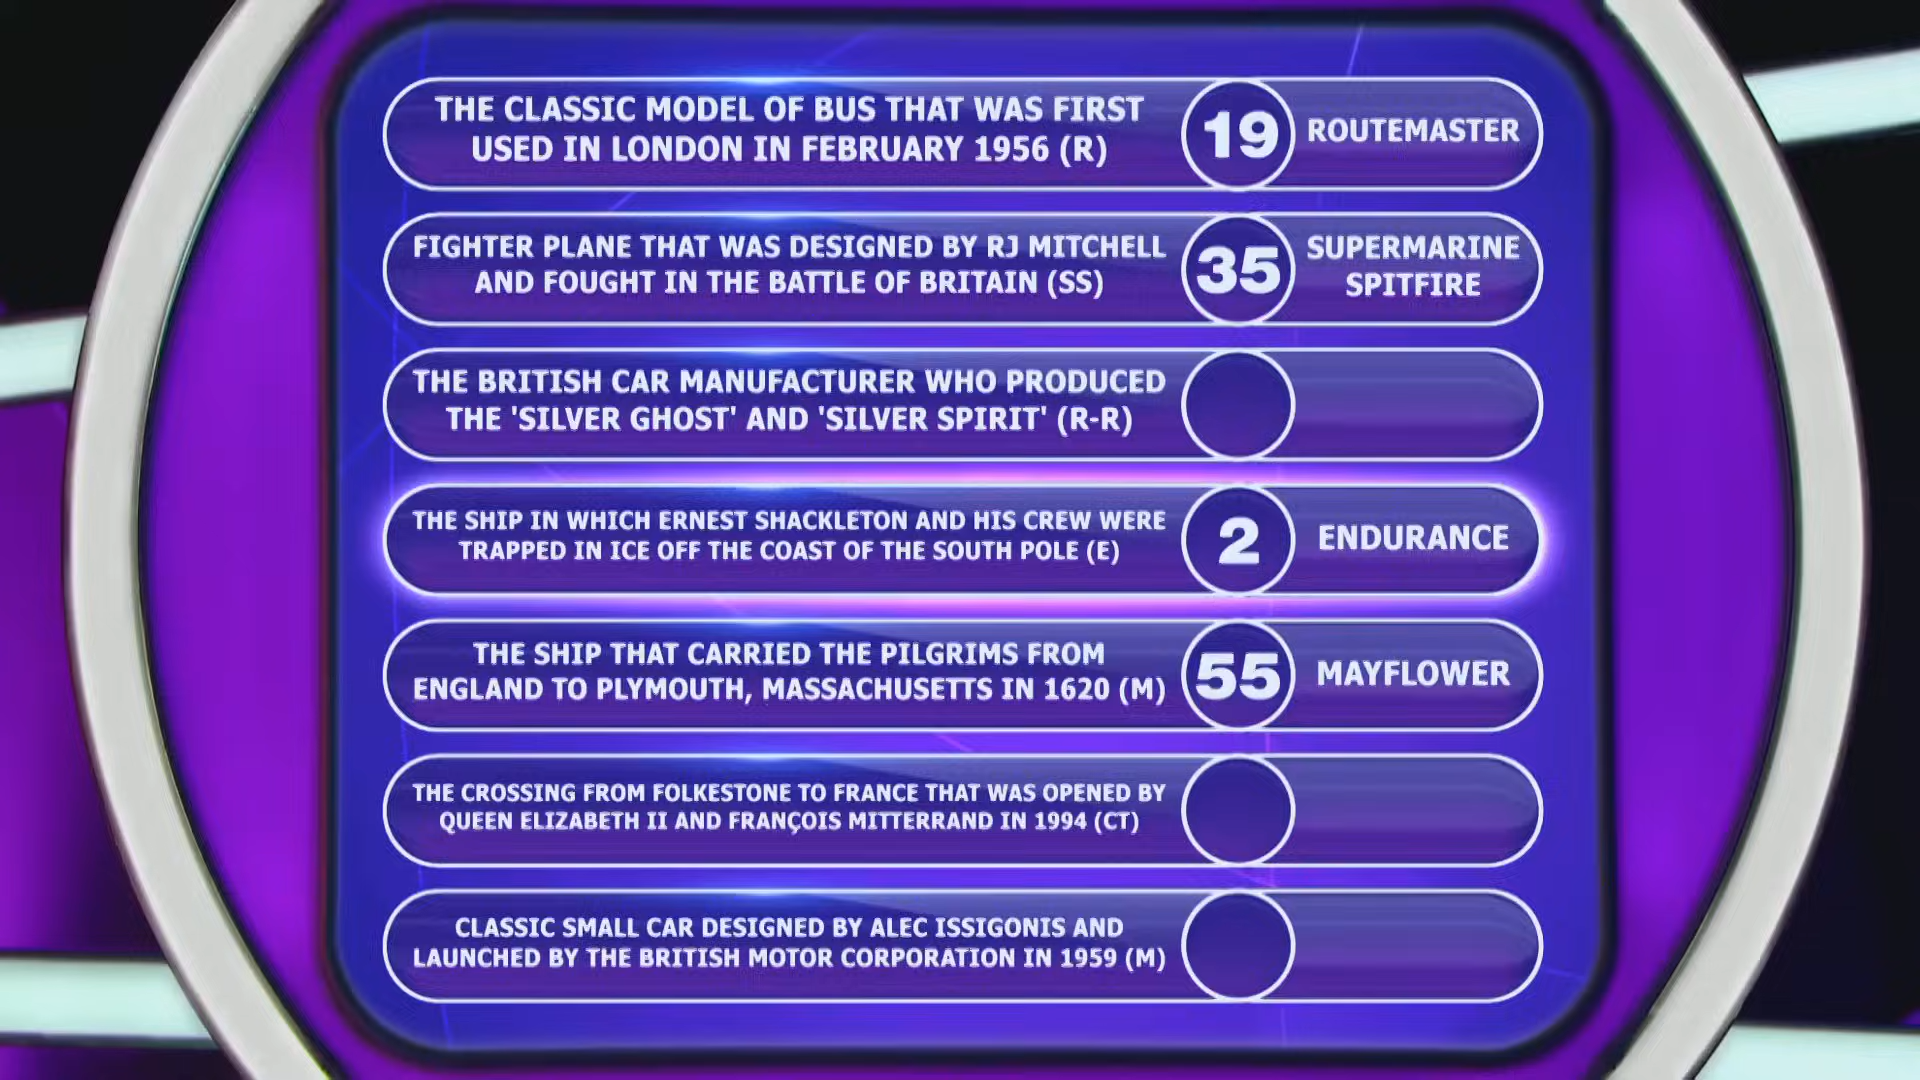 THE CLASSIC MODEL OF BUS THAT WAS FIRST
USED IN LONDON IN FEBRUARY 1956 (R)
19
ROUTEMASTER
FIGHTER PLANE THAT WAS DESIGNED BY RJ MITCHELL
AND FOUGHT IN THE BATTLE OF BRITAIN (SS)
35
SUPERMARINE
SPITFIRE
THE BRITISH CAR MANUFACTURER WHO PRODUCED
THE 'SILVER GHOST' AND 'SILVER SPIRIT' (R-R)
THE SHIP IN WHICH ERNEST SHACKLETON AND HIS CREW WERE
TRAPPED IN ICE OFF THE COAST OF THE SOUTH POLE (E)
2
ENDURANCE
THE SHIP THAT CARRIED THE PILGRIMS FROM
ENGLAND TO PLYMOUTH, MASSACHUSETTS IN 1620 (M)
55
MAYFLOWER
THE CROSSING FROM FOLKESTONE TO FRANCE THAT WAS OPENED BY
QUEEN ELIZABETH II AND FRANÇOIS MITTERRAND IN 1994 (CT)
CLASSIC SMALL CAR DESIGNED BY ALEC ISSIGONIS AND
LAUNCHED BY THE BRITISH MOTOR CORPORATION IN 1959 (M)